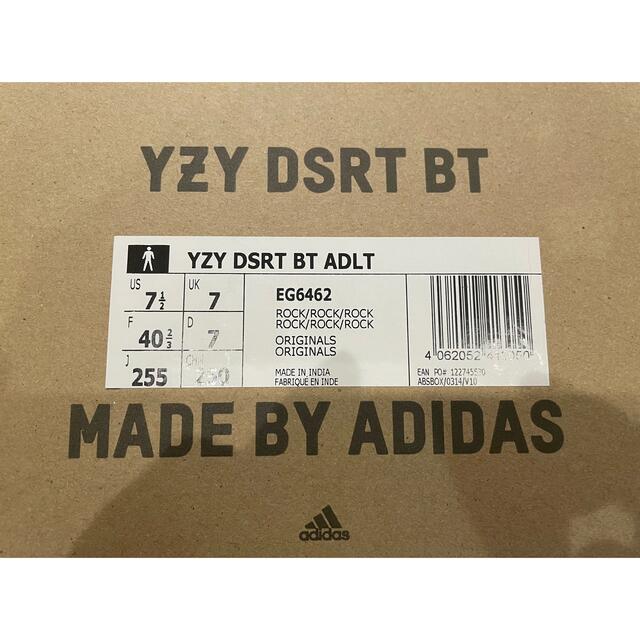 YZY DSRT BT
YZY DSRT BT ADLT
US 7½ UK 7
F 40⅔ D 7
J 255 CHN
EG6462
ROCK/ROCK/ROCK
ROCK/ROCK/ROCK
ORIGINALS
ORIGINALS
MADE IN INDIA
FABRIQUE EN INDE
4 062052
EAN PO#
ABSBOX/0314/V10
MADE BY ADIDAS
adidas